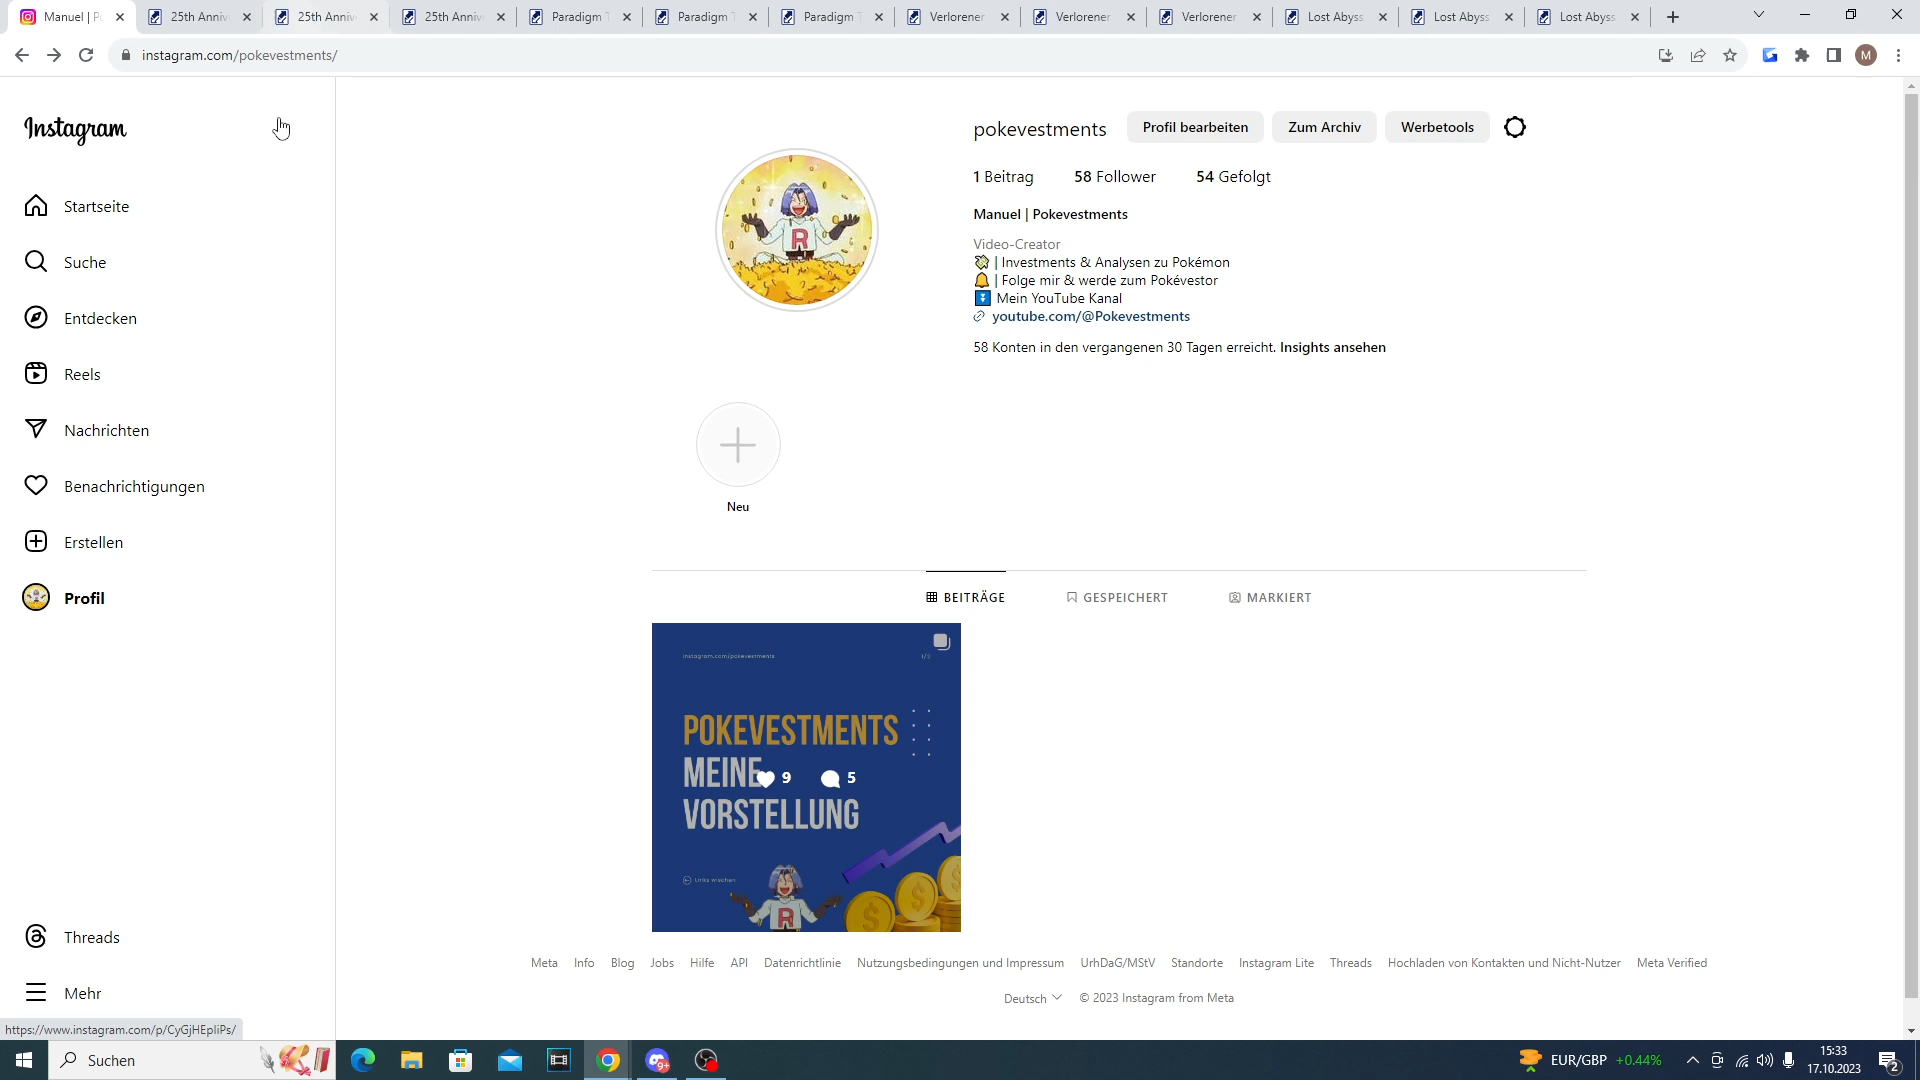 Manuel | P
25th Anniv
25th Anniv
25th Anniv
Paradigm T
Paradigm T
Paradigm T
Verlorener
Verlorener
Verlorener
Lost Abyss
Lost Abyss
Lost Abyss
instagram.com/pokevestments/
M
Instagram
Startseite
Suche
Entdecken
Reels
Nachrichten
Benachrichtigungen
Erstellen
Profil
Threads
Mehr
pokevestments
Profil bearbeiten
Zum Archiv
Werbetools
1 Beitrag 58 Follower 54 Gefolgt
Manuel | Pokevestments
Video-Creator
| Investments & Analysen zu Pokémon
| Folge mir & werde zum Pokévestor
Mein YouTube Kanal
youtube.com/@Pokevestments
58 Konten in den vergangenen 30 Tagen erreicht. Insights ansehen
R
Neu
BEITRÄGE
GESPEICHERT
MARKIERT
instagram.com/pokevestments
POKEVESTMENTS
MEINE
9 5
VORSTELLUNG
Links wischen
R
Meta Info Blog Jobs Hilfe API Datenrichtlinie Nutzungsbedingungen und Impressum UrhDaG/MStV Standorte Instagram Lite Threads Hochladen von Kontakten und Nicht-Nutzer Meta Verified
Deutsch © 2023 Instagram from Meta
https://www.instagram.com/p/CyGjHEpliPs/
Suchen
9+
EUR/GBP +0.44%
15:33
17.10.2023
2